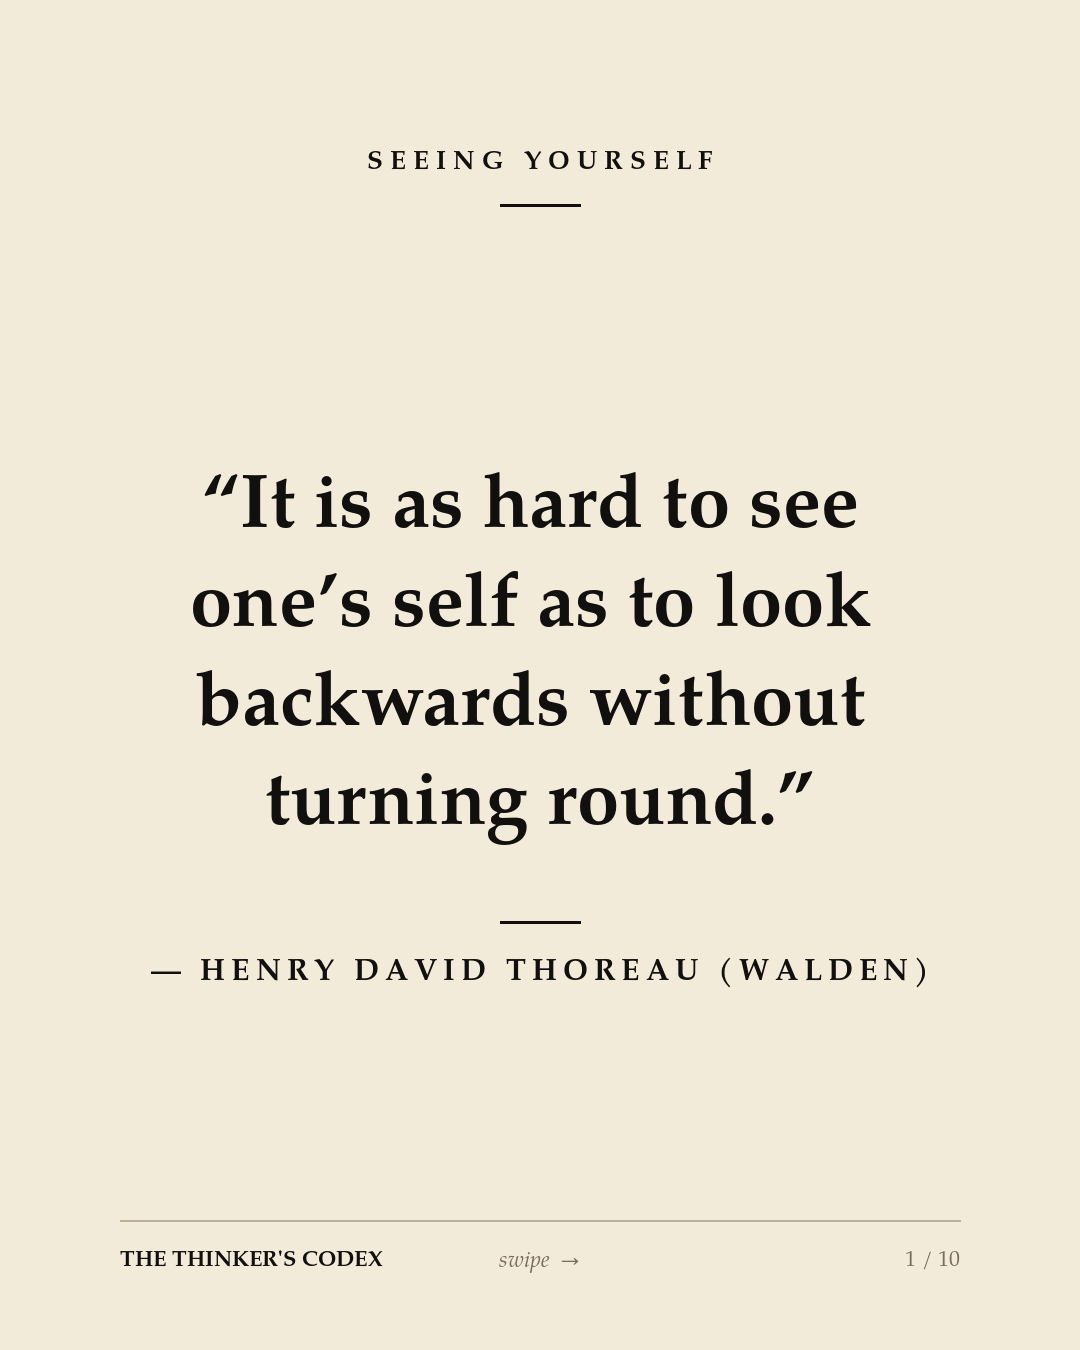 SEEING YOURSELF
“It is as hard to see
one’s self as to look
backwards without
turning round.”
— HENRY DAVID THOREAU (WALDEN)
THE THINKER'S CODEX
swipe →
1 / 10